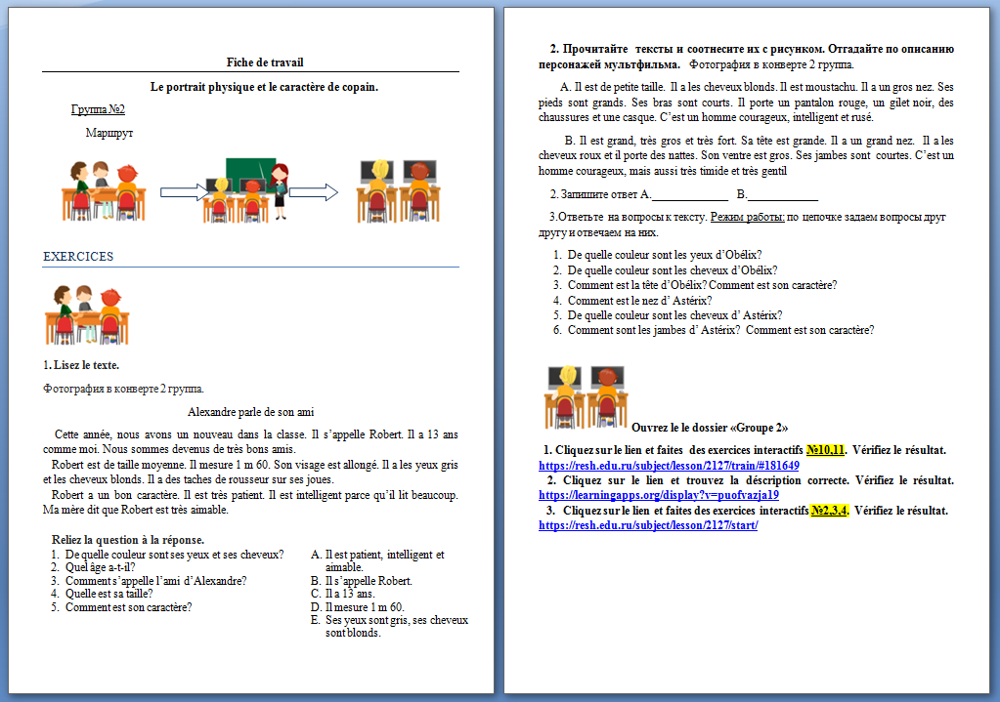 Fiche de travail
Le portrait physique et le caractère de copain.
Группа №2
Маршрут
EXERCICES
1. Lisez le texte.
Фотография в конверте 2 группа.
Alexandre parle de son ami
Cette année, nous avons un nouveau dans la classe. Il s'appelle Robert. Il a 13 ans
comme moi. Nous sommes devenus de très bons amis.
Robert est de taille moyenne. Il mesure 1 m 60. Son visage est allongé. Il a les yeux gris
et les cheveux blonds. Il a des taches de rousseur sur ses joues.
Robert a un bon caractère. Il est très patient. Il est intelligent parce qu'il lit beaucoup.
Ma mère dit que Robert est très aimable.
Reliez la question à la réponse.
1. De quelle couleur sont ses yeux et ses cheveux?
2. Quel âge a-t-il?
3. Comment s'appelle l'ami d'Alexandre?
4. Quelle est sa taille?
5. Comment est son caractère?
A. Il est patient, intelligent et
aimable.
B. Il s'appelle Robert.
C. Il a 13 ans.
D. Il mesure 1 m 60.
E. Ses yeux sont gris, ses cheveux
sont blonds.
2. Прочитайте тексты и соотнесите их с рисунком. Отгадайте по описанию
персонажей мультфильма. Фотография в конверте 2 группа.
A. Il est de petite taille. Il a les cheveux blonds. Il est moustachu. Il a un gros nez. Ses
pieds sont grands. Ses bras sont courts. Il porte un pantalon rouge, un gilet noir, des
chaussures et une casque. C'est un homme courageux, intelligent et rusé.
B. Il est grand, très gros et très fort. Sa tête est grande. Il a un grand nez. Il a les
cheveux roux et il porte des nattes. Son ventre est gros. Ses jambes sont courtes. C'est un
homme courageux, mais aussi très timide et très gentil
2. Запишите ответ А._____________ В.____________
3.Ответьте на вопросы к тексту. Режим работы: по цепочке задаем вопросы друг
другу и отвечаем на них.
1. De quelle couleur sont les yeux d'Obélix?
2. De quelle couleur sont les cheveux d'Obélix?
3. Comment est la tête d'Obélix? Comment est son caractère?
4. Comment est le nez d' Astérix?
5. De quelle couleur sont les cheveux d' Astérix?
6. Comment sont les jambes d' Astérix? Comment est son caractère?
Ouvrez le le dossier «Groupe 2»
1. Cliquez sur le lien et faites des exercices interactifs №10,11. Vérifiez le résultat.
https://resh.edu.ru/subject/lesson/2127/train/#181649
2. Cliquez sur le lien et trouvez la déscription correcte. Vérifiez le résultat.
https://learningapps.org/display?v=puofvazja19
3. Cliquez sur le lien et faites des exercices interactifs №2,3,4. Vérifiez le résultat.
https://resh.edu.ru/subject/lesson/2127/start/